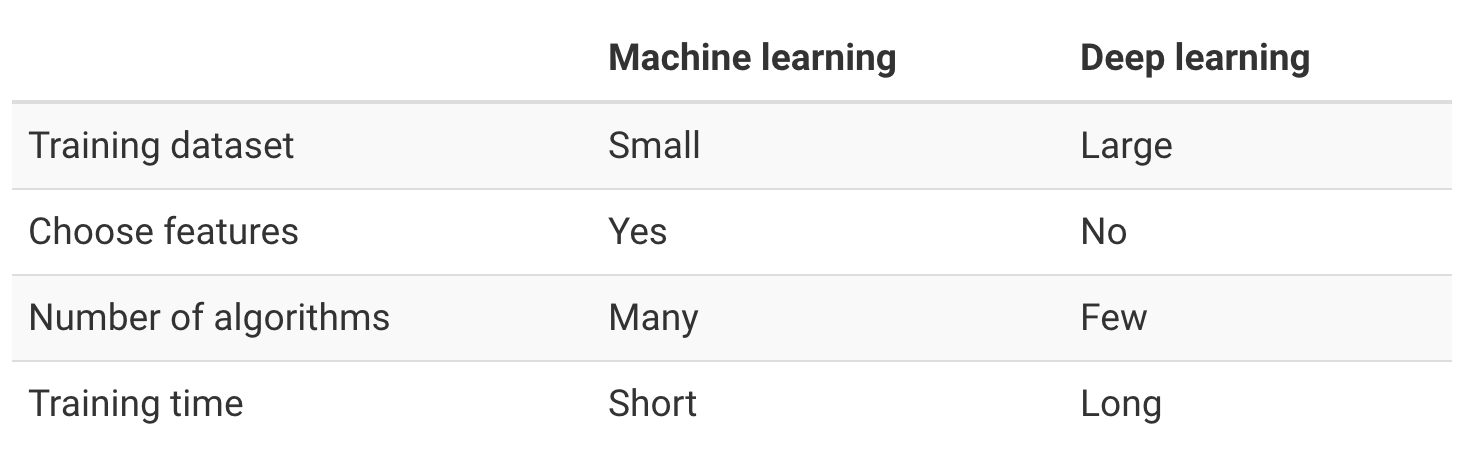 Machine learning Deep learning
Training dataset Small Large
Choose features Yes No
Number of algorithms Many Few
Training time Short Long